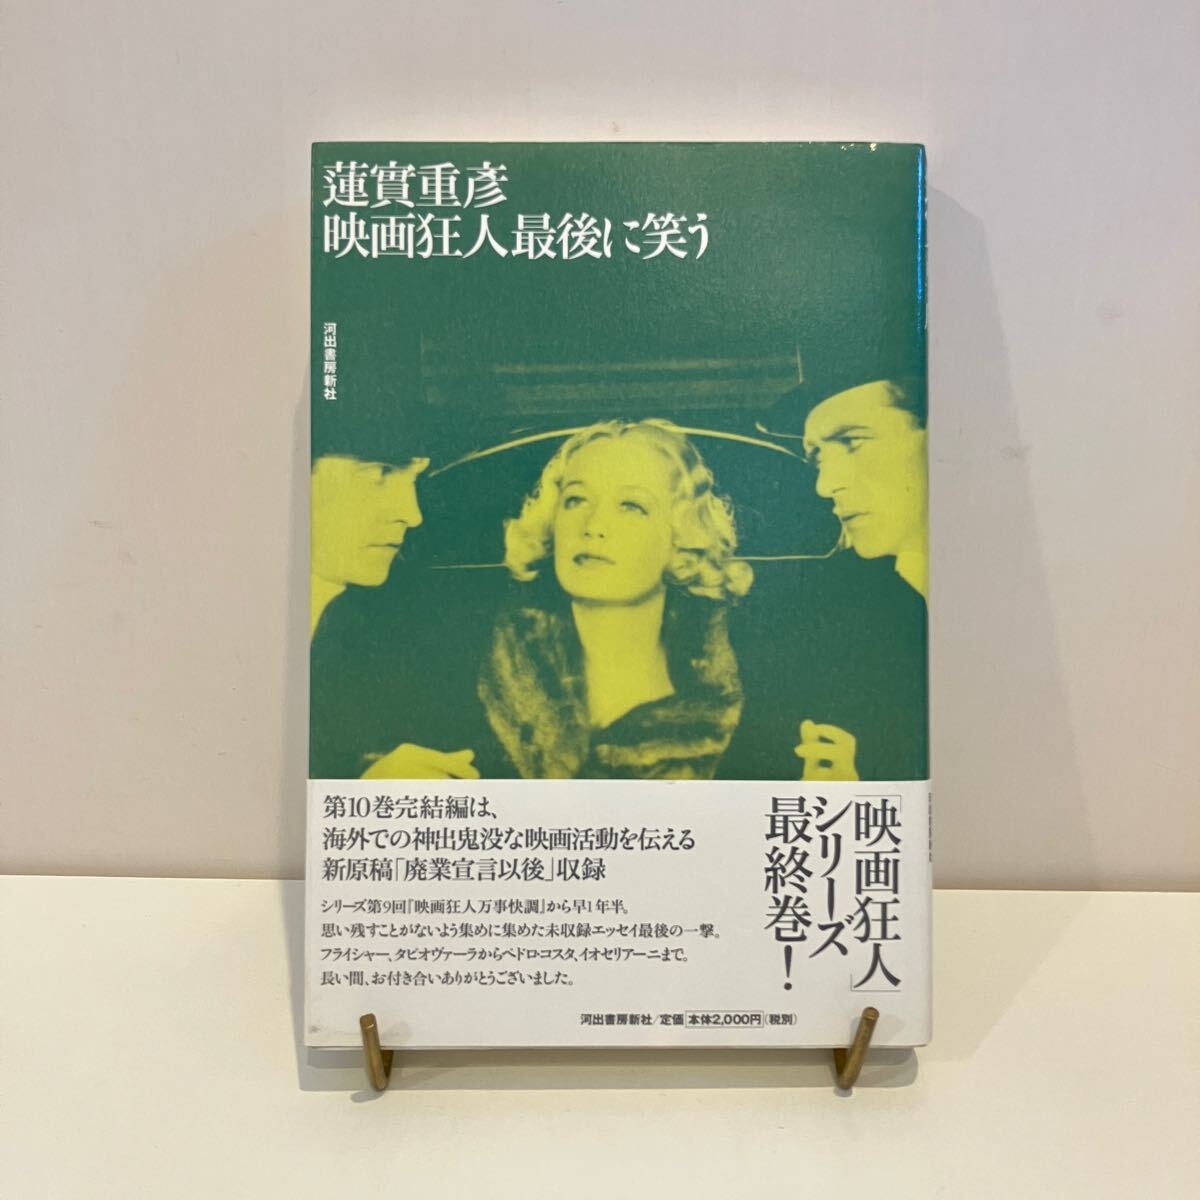 蓮實重彥
映画狂人最後に笑う
河出書房新社
第10巻完結編は、
海外での神出鬼没な映画活動を伝える
新原稿「廃業宣言以後」収録
シリーズ第9回『映画狂人万事快調』から早1年半。
思い残すことがないよう集めに集めた未収録エッセイ最後の一撃。
フライシャー、タピオヴァーラからペドロ・コスタ、イオセリアーニまで。
長い間、お付き合いありがとうございました。
「映画狂人」
シリーズ
最終巻!
河出書房新社/定価 本体2,000円(税別)